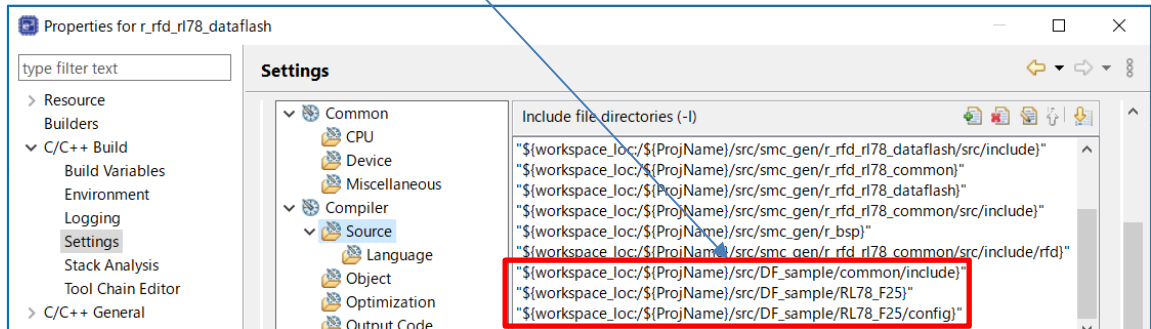 Properties for r_rfd_rl78_dataflash
type filter text
Settings
Resource
Builders
C/C++ Build
Build Variables
Environment
Logging
Settings
Stack Analysis
Tool Chain Editor
C/C++ General
Common
CPU
Device
Miscellaneous
Compiler
Source
Language
Object
Optimization
Output Code
Include file directories (-I)
"${workspace_loc:/${ProjName}/src/smc_gen/r_rfd_rl78_dataflash/src/include}"
"${workspace_loc:/${ProjName}/src/smc_gen/r_rfd_rl78_common}"
"${workspace_loc:/${ProjName}/src/smc_gen/r_rfd_rl78_dataflash}"
"${workspace_loc:/${ProjName}/src/smc_gen/r_rfd_rl78_common/src/include}"
"${workspace_loc:/${ProjName}/src/smc_gen/r_bsp}"
"${workspace_loc:/${ProjName}/src/smc_gen/r_rfd_rl78_common/src/include/rfd}"
"${workspace_loc:/${ProjName}/src/DF_sample/common/include}"
"${workspace_loc:/${ProjName}/src/DF_sample/RL78_F25}"
"${workspace_loc:/${ProjName}/src/DF_sample/RL78_F25/config}"